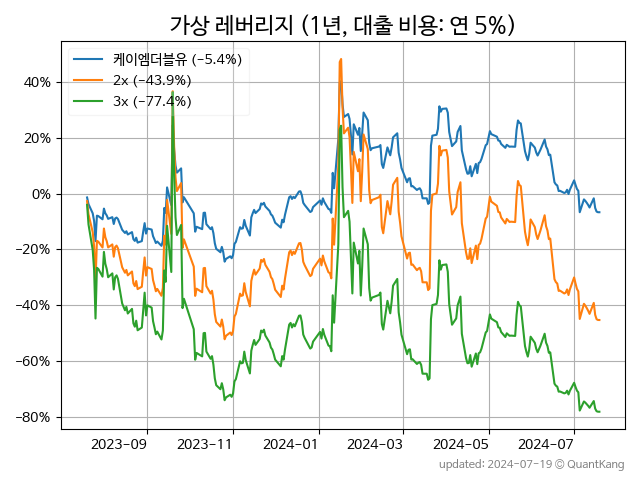 가상 레버리지 (1년, 대출 비용: 연 5%)
케이엠더블유 (−5.4%)
2x (−43.9%)
3x (−77.4%)
40%
20%
0%
−20%
−40%
−60%
−80%
2023-09 2023-11 2024-01 2024-03 2024-05 2024-07
updated: 2024-07-19 © QuantKang